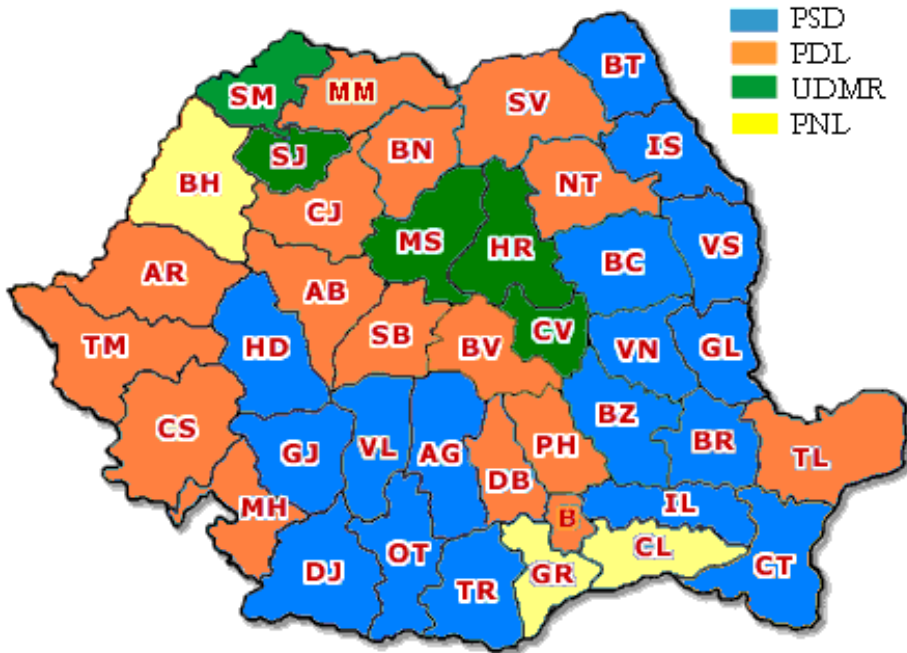 PSD
PDL
UDMR
PNL
BT
SM
MM
SV
IS
SJ
BN
BH
NT
CJ
MS
HR
VS
BC
AR
AB
CV
TM
HD
SB
BV
VN
GL
CS
BZ
GJ
VL
AG
PH
BR
TL
DB
MH
B
IL
OT
CL
DJ
TR
GR
CT